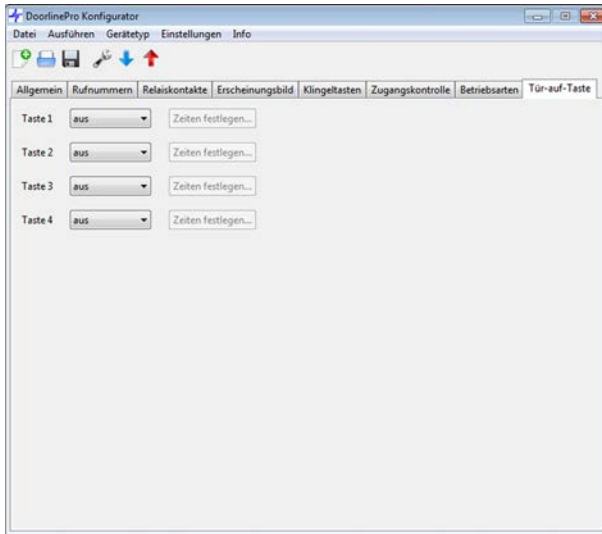 DoorlinePro Konfigurator
Datei Ausführen Gerätetyp Einstellungen Info
Allgemein Rufnummern Relaiskontakte Erscheinungsbild Klingeltasten Zugangskontrolle Betriebsarten Tür-auf-Taste
Taste 1 aus Zeiten festlegen...
Taste 2 aus Zeiten festlegen...
Taste 3 aus Zeiten festlegen...
Taste 4 aus Zeiten festlegen...